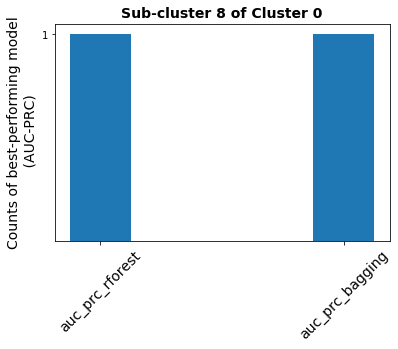 Sub-cluster 8 of Cluster 0
Counts of best-performing model
(AUC-PRC)
1
auc_prc_rforest
auc_prc_bagging